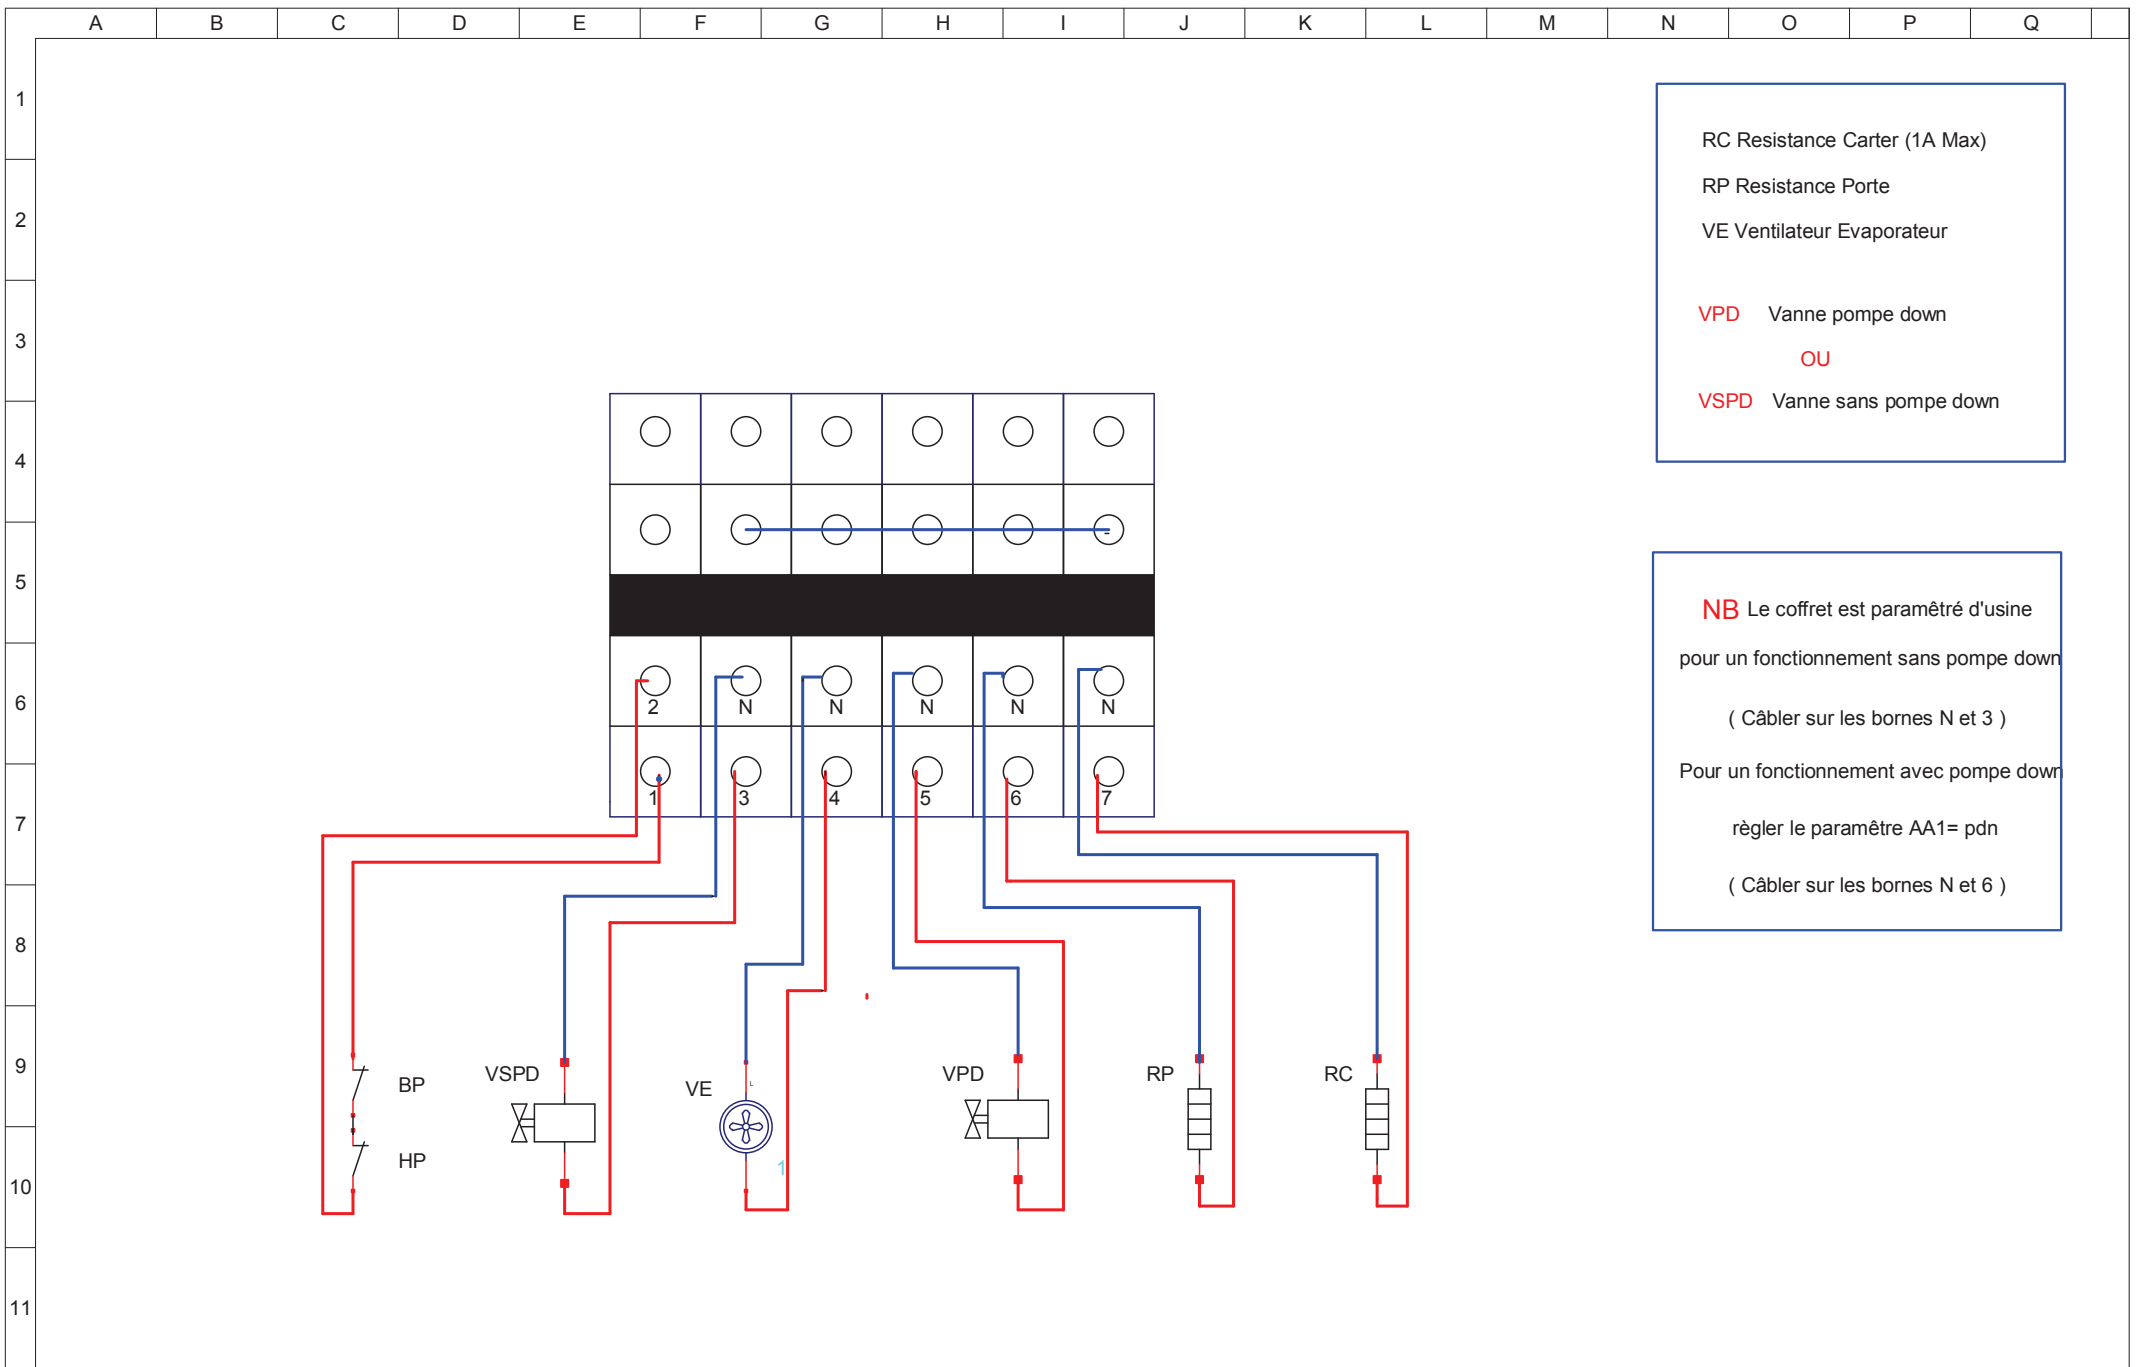 A B C D E F G H I J K L M N O P Q
1
2
3
4
5
6
7
8
9
10
11
RC Resistance Carter (1A Max)
RP Resistance Porte
VE Ventilateur Evaporateur
VPD Vanne pompe down
OU
VSPD Vanne sans pompe down
NB Le coffret est paramêtré d'usine
pour un fonctionnement sans pompe down
( Câbler sur les bornes N et 3 )
Pour un fonctionnement avec pompe down
règler le paramêtre AA1= pdn
( Câbler sur les bornes N et 6 )
2 N N N N N
1 3 4 5 6 7
BP
HP
VSPD
VE
L
1
VPD
RP
RC